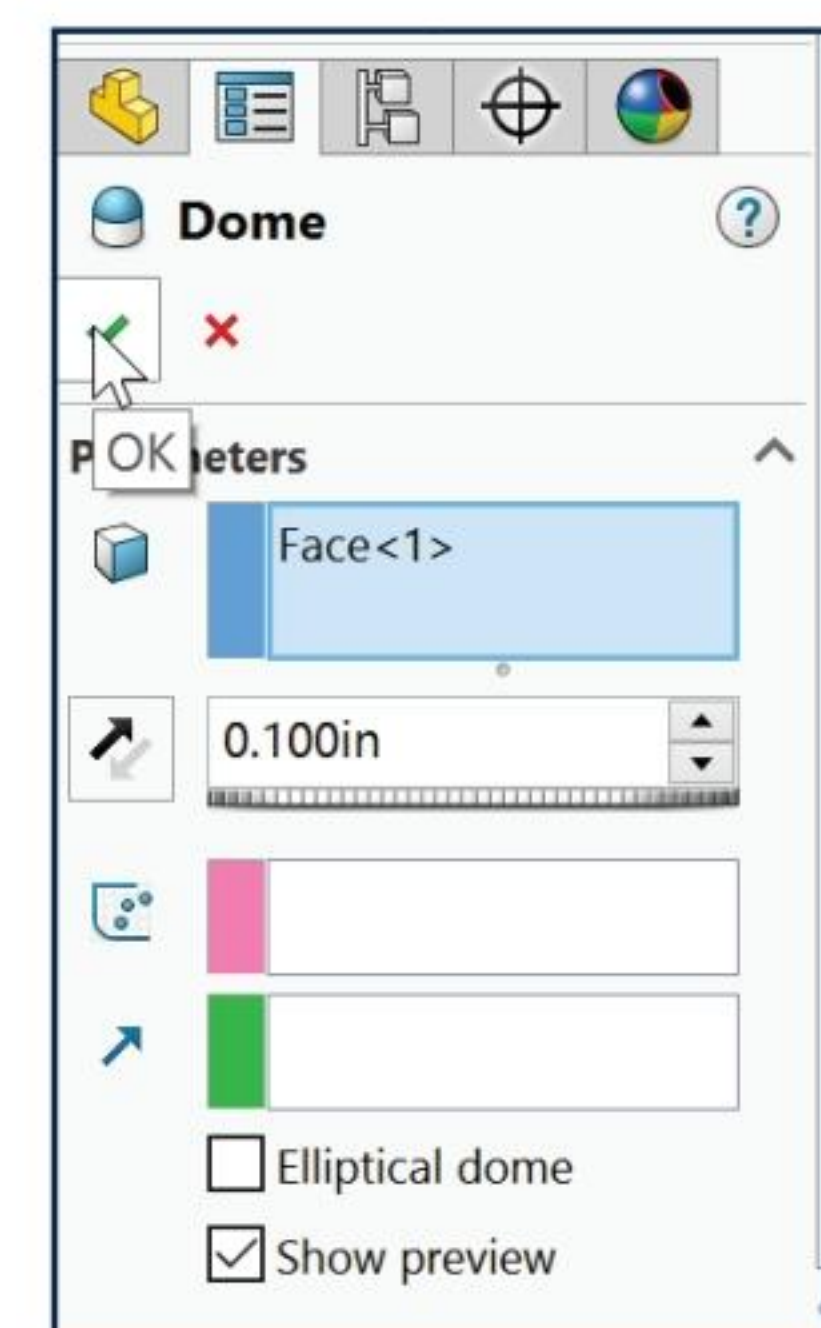 Dome
?
OK
P eters
Face<1>
0.100in
Elliptical dome
Show preview